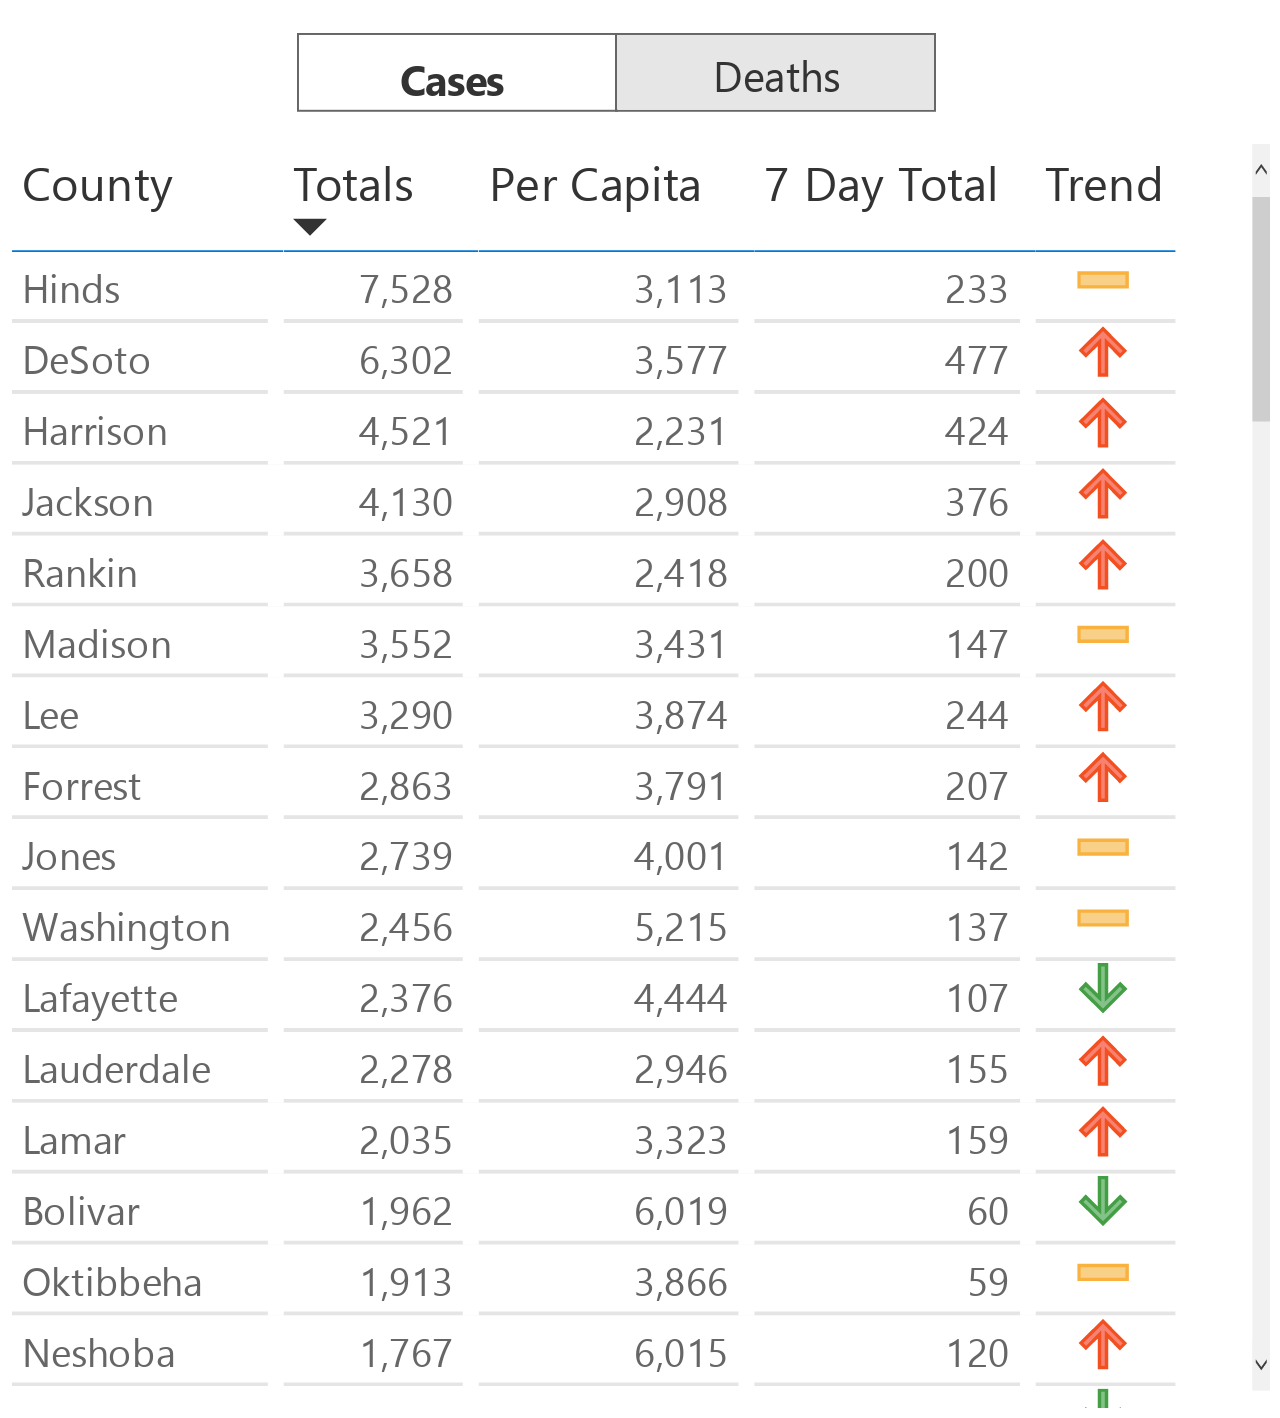 Cases Deaths
County Totals Per Capita 7 Day Total Trend
Hinds 7,528 3,113 233
DeSoto 6,302 3,577 477
Harrison 4,521 2,231 424
Jackson 4,130 2,908 376
Rankin 3,658 2,418 200
Madison 3,552 3,431 147
Lee 3,290 3,874 244
Forrest 2,863 3,791 207
Jones 2,739 4,001 142
Washington 2,456 5,215 137
Lafayette 2,376 4,444 107
Lauderdale 2,278 2,946 155
Lamar 2,035 3,323 159
Bolivar 1,962 6,019 60
Oktibbeha 1,913 3,866 59
Neshoba 1,767 6,015 120